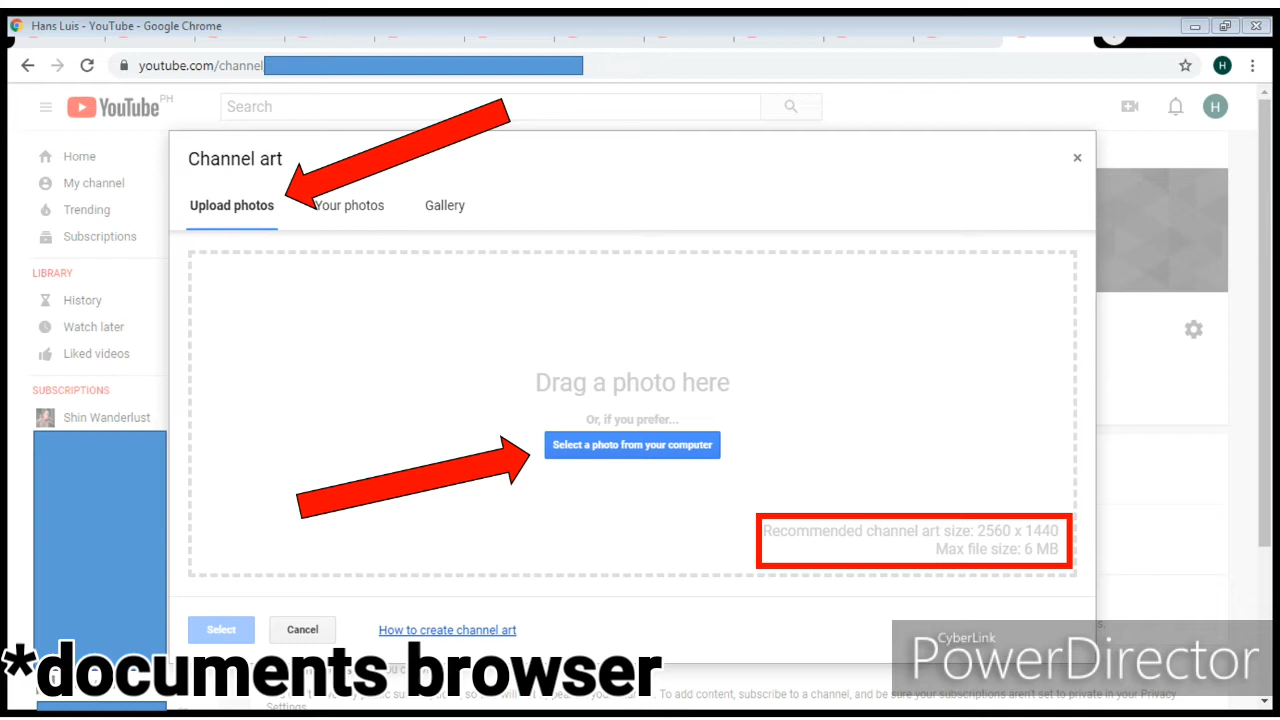 Hans Luis - YouTube - Google Chrome
youtube.com/channel
H
YouTube PH
Search
H
Home
My channel
Trending
Subscriptions
LIBRARY
History
Watch later
Liked videos
SUBSCRIPTIONS
Shin Wanderlust
Channel art
×
Upload photos
Your photos
Gallery
Drag a photo here
Or, if you prefer...
Select a photo from your computer
Recommended channel art size: 2560 x 1440
Max file size: 6 MB
Select
Cancel
How to create channel art
*documents browser
CyberLink
PowerDirector
To add content, subscribe to a channel, and be sure your subscriptions aren't set to private in your Privacy
Settings.